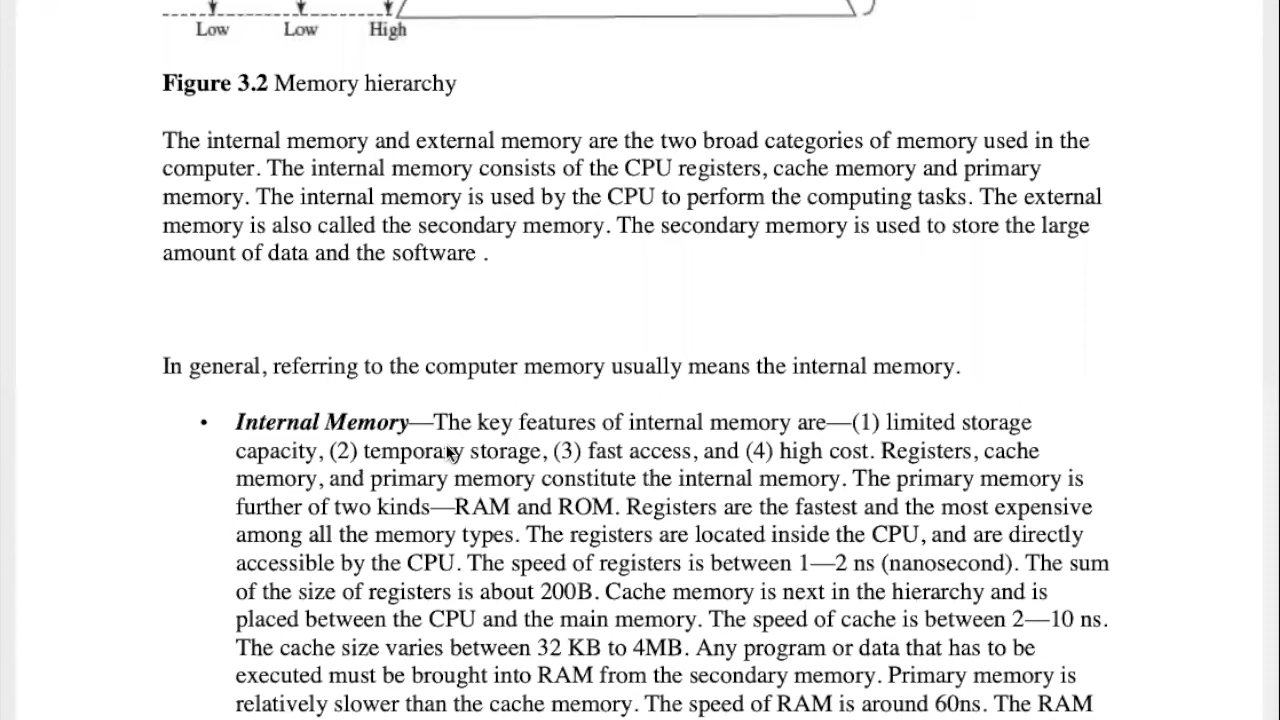 Low Low High
Figure 3.2 Memory hierarchy
The internal memory and external memory are the two broad categories of memory used in the
computer. The internal memory consists of the CPU registers, cache memory and primary
memory. The internal memory is used by the CPU to perform the computing tasks. The external
memory is also called the secondary memory. The secondary memory is used to store the large
amount of data and the software .
In general, referring to the computer memory usually means the internal memory.
• Internal Memory—The key features of internal memory are—(1) limited storage
capacity, (2) temporary storage, (3) fast access, and (4) high cost. Registers, cache
memory, and primary memory constitute the internal memory. The primary memory is
further of two kinds—RAM and ROM. Registers are the fastest and the most expensive
among all the memory types. The registers are located inside the CPU, and are directly
accessible by the CPU. The speed of registers is between 1—2 ns (nanosecond). The sum
of the size of registers is about 200B. Cache memory is next in the hierarchy and is
placed between the CPU and the main memory. The speed of cache is between 2—10 ns.
The cache size varies between 32 KB to 4MB. Any program or data that has to be
executed must be brought into RAM from the secondary memory. Primary memory is
relatively slower than the cache memory. The speed of RAM is around 60ns. The RAM